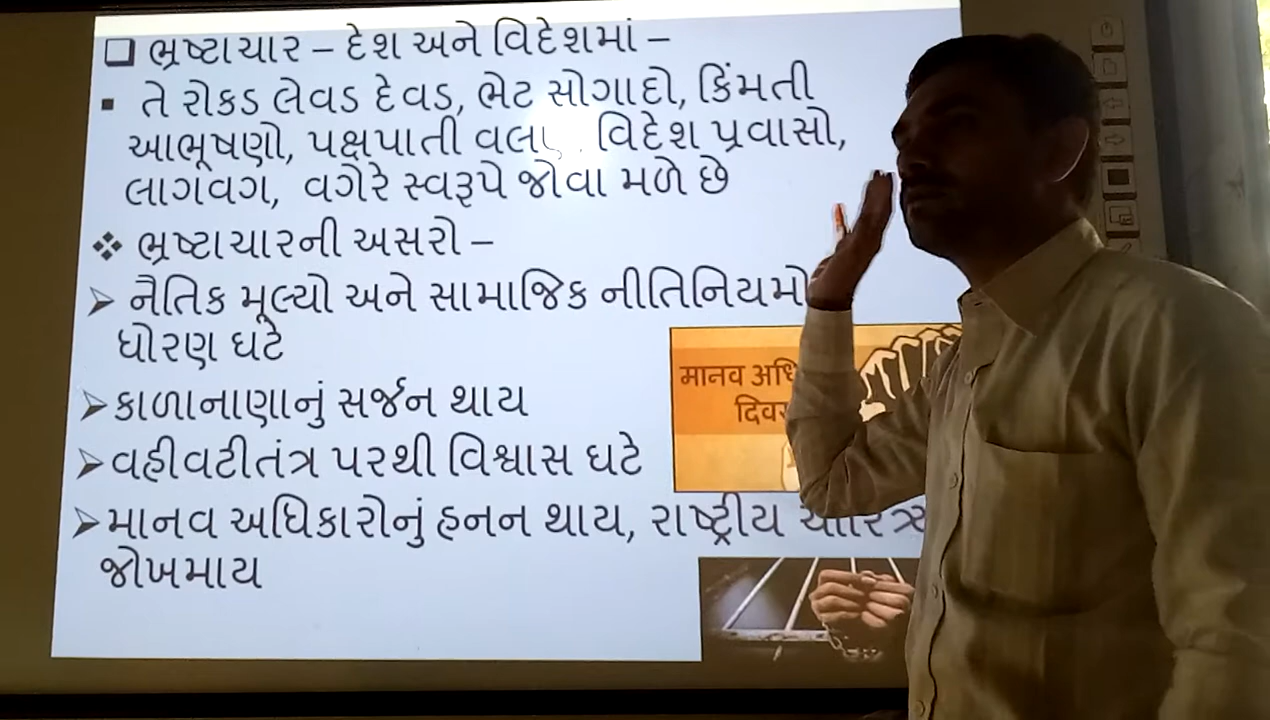 ભ્રષ્ટાચાર – દેશ અને વિદેશમાં –
તે રોકડ લેવડ દેવડ, ભેટ સોગાદો, કિંમતી
આભૂષણો, પક્ષપાતી વિદેશ પ્રવાસો,
લાગવગ, વગેરે સ્વરૂપે જોવા મળે છે
ભ્રષ્ટાચારની અસરો –
નૈતિક મૂલ્યો અને સામાજિક નીતિનિયમો
ધોરણ ઘટે
કાળાનાણાનું સર્જન થાય
વહીવટીતંત્ર પરથી વિશ્વાસ ઘટે
માનવ અધિકારોનું હનન થાય, રાષ્ટ્રીય ચારિત્ર્ય
જોખમાય
मानव